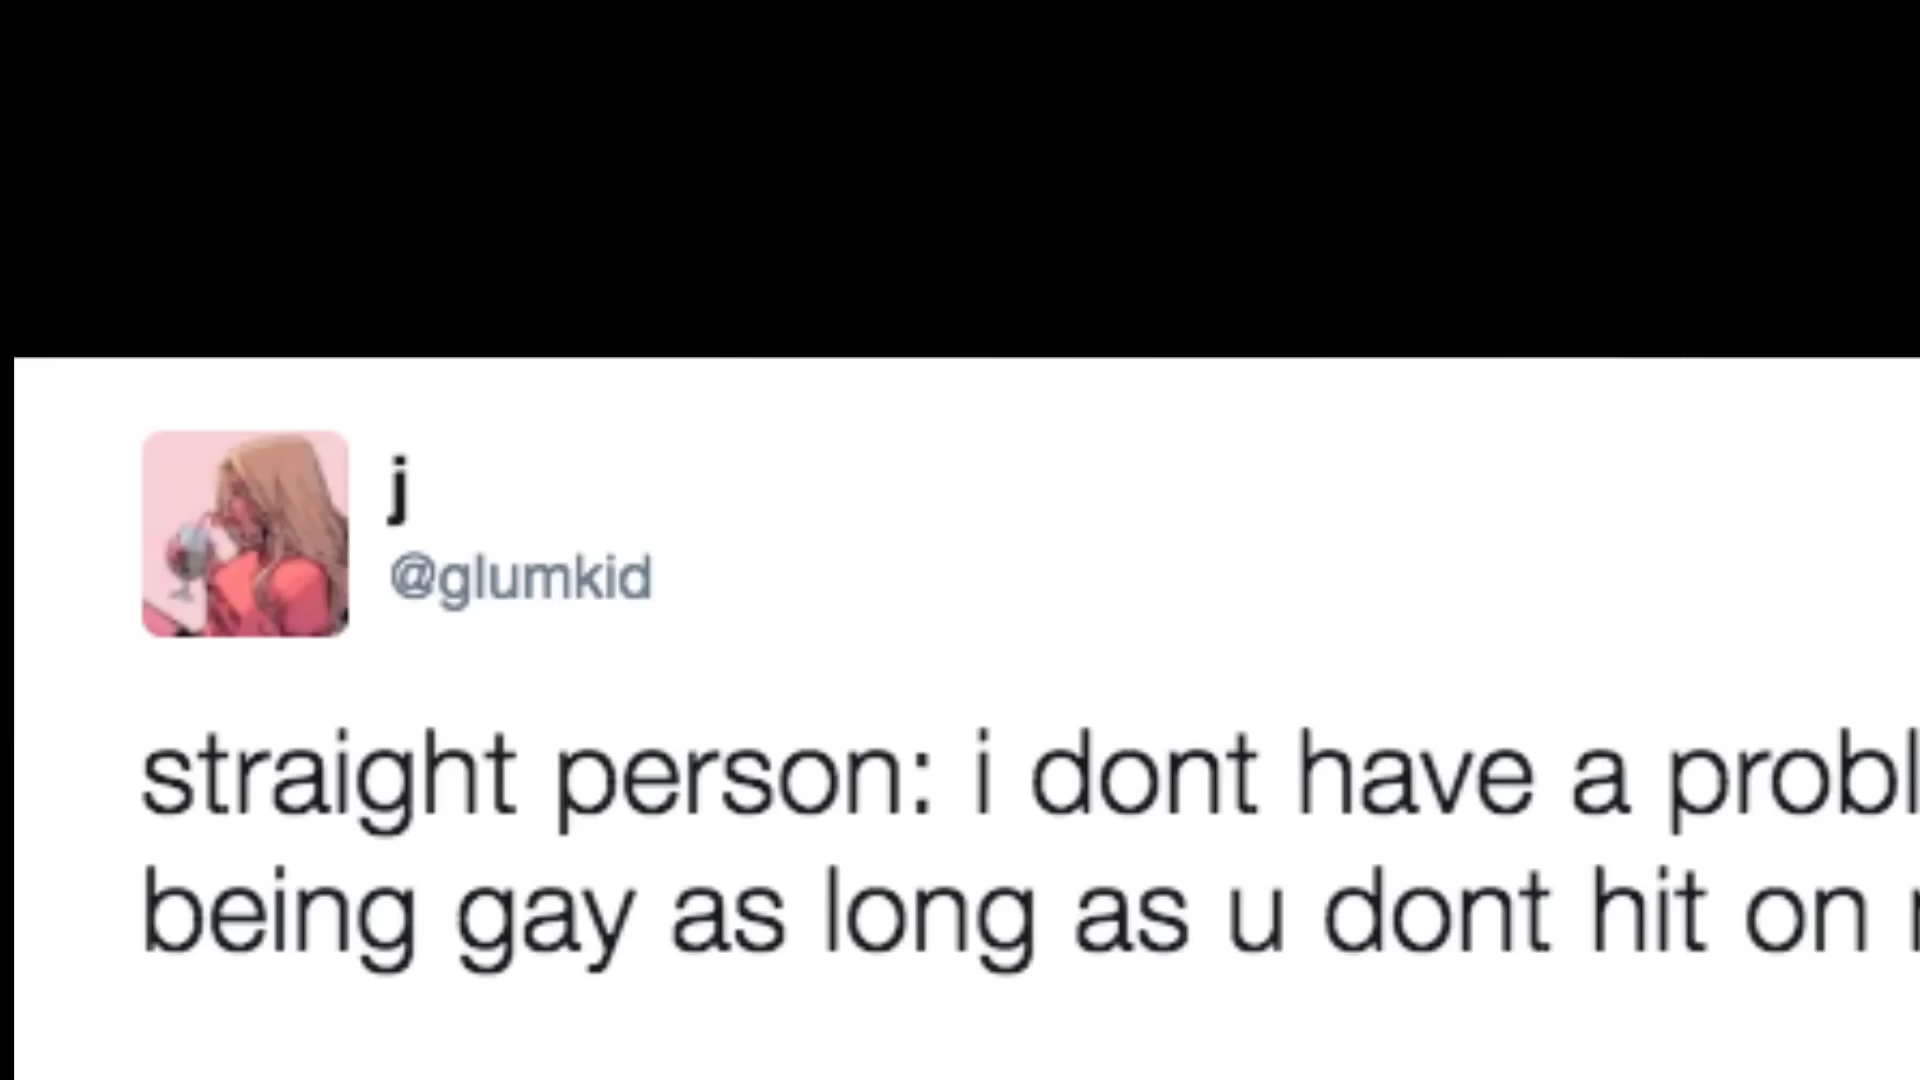 j
@glumkid
straight person: i dont have a probl
being gay as long as u dont hit on